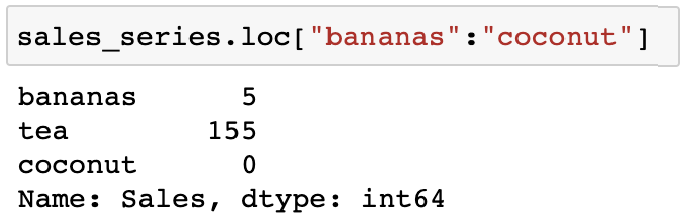 sales_series.loc["bananas":"coconut"]
bananas 5
tea 155
coconut 0
Name: Sales, dtype: int64